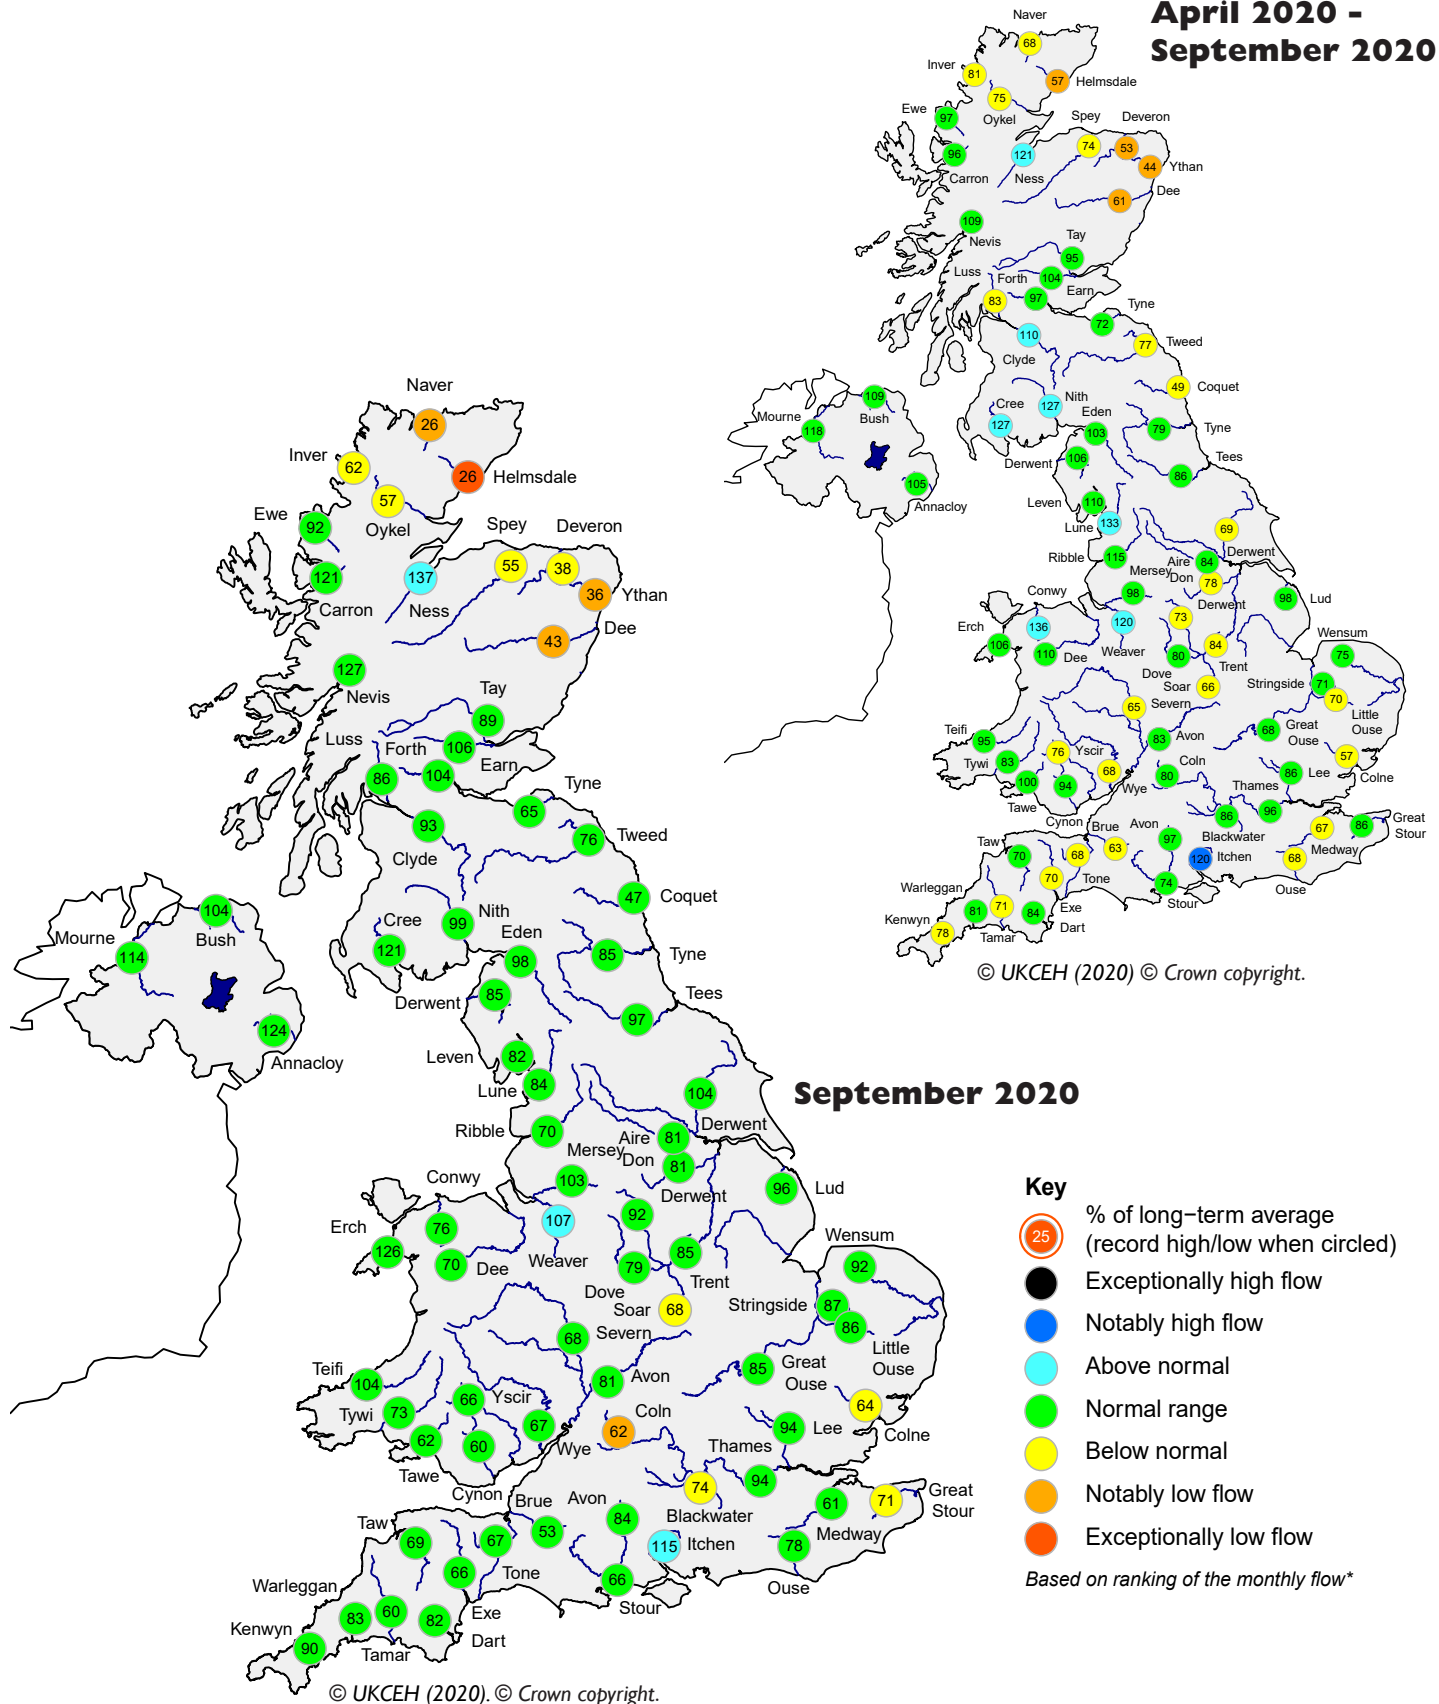 April 2020 -
September 2020
Naver
68
Inver
81
57
Helmsdale
75
Oykel
Ewe
97
Spey
Deveron
74
53
96
121
44
Ythan
Carron
Ness
Dee
61
109
Nevis
Tay
95
Luss
Forth
104
Earn
83
97
Tyne
72
110
77
Tweed
Clyde
49
Coquet
Mourne
109
Bush
118
Cree
127
Nith
127
Eden
103
79
Tyne
Derwent
106
Tees
86
105
Annacloy
Leven
110
Lune
133
69
Derwent
Ribble
115
Aire
84
Mersey
Don
78
98
Derwent
98
Lud
Conwy
136
120
73
Erch
106
110
Dee
Weaver
80
84
Trent
Wensum
75
Dove
Soar
66
Stringside
71
70
Little
Ouse
65
Severn
Teifi
95
83
Avon
68
Great
Ouse
76
Yscir
57
Colne
Tywi
83
68
Coln
80
86
Lee
100
94
Wye
Thames
96
Tawe
Cynon
86
Blackwater
67
86
Great
Stour
Medway
Brue
Avon
97
Taw
70
68
63
120
Itchen
68
Ouse
70
Tone
74
Stour
Warleggan
81
71
84
Exe
Dart
Kenwyn
78
Tamar
© UKCEH (2020) © Crown copyright.
Naver
26
Inver
62
26
Helmsdale
57
Oykel
Ewe
92
Spey
Deveron
55
38
121
137
36
Ythan
Carron
Ness
Dee
43
127
Nevis
Tay
89
Luss
Forth
106
Earn
86
104
Tyne
65
93
76
Tweed
Clyde
47
Coquet
104
Bush
Mourne
114
Cree
121
99
Nith
Eden
98
85
Tyne
Derwent
85
Tees
97
124
Annacloy
Leven
82
Lune
84
104
Derwent
September 2020
Ribble
70
Aire
81
Mersey
Don
81
103
Derwent
96
Lud
Conwy
76
107
92
Erch
126
70
Dee
Weaver
79
85
Trent
Wensum
92
Dove
Soar
68
Stringside
87
86
Little
Ouse
68
Severn
Teifi
104
81
Avon
85
Great
Ouse
66
Yscir
64
Colne
Tywi
73
67
Coln
62
94
Lee
62
60
Wye
Thames
94
Tawe
Cynon
74
Blackwater
61
71
Great
Stour
Medway
Brue
Avon
84
Taw
69
67
53
115
Itchen
78
Ouse
66
Tone
66
Stour
Warleggan
83
60
82
Exe
Dart
Kenwyn
90
Tamar
© UKCEH (2020). © Crown copyright.
Key
25
% of long−term average
(record high/low when circled)
Exceptionally high flow
Notably high flow
Above normal
Normal range
Below normal
Notably low flow
Exceptionally low flow
Based on ranking of the monthly flow*